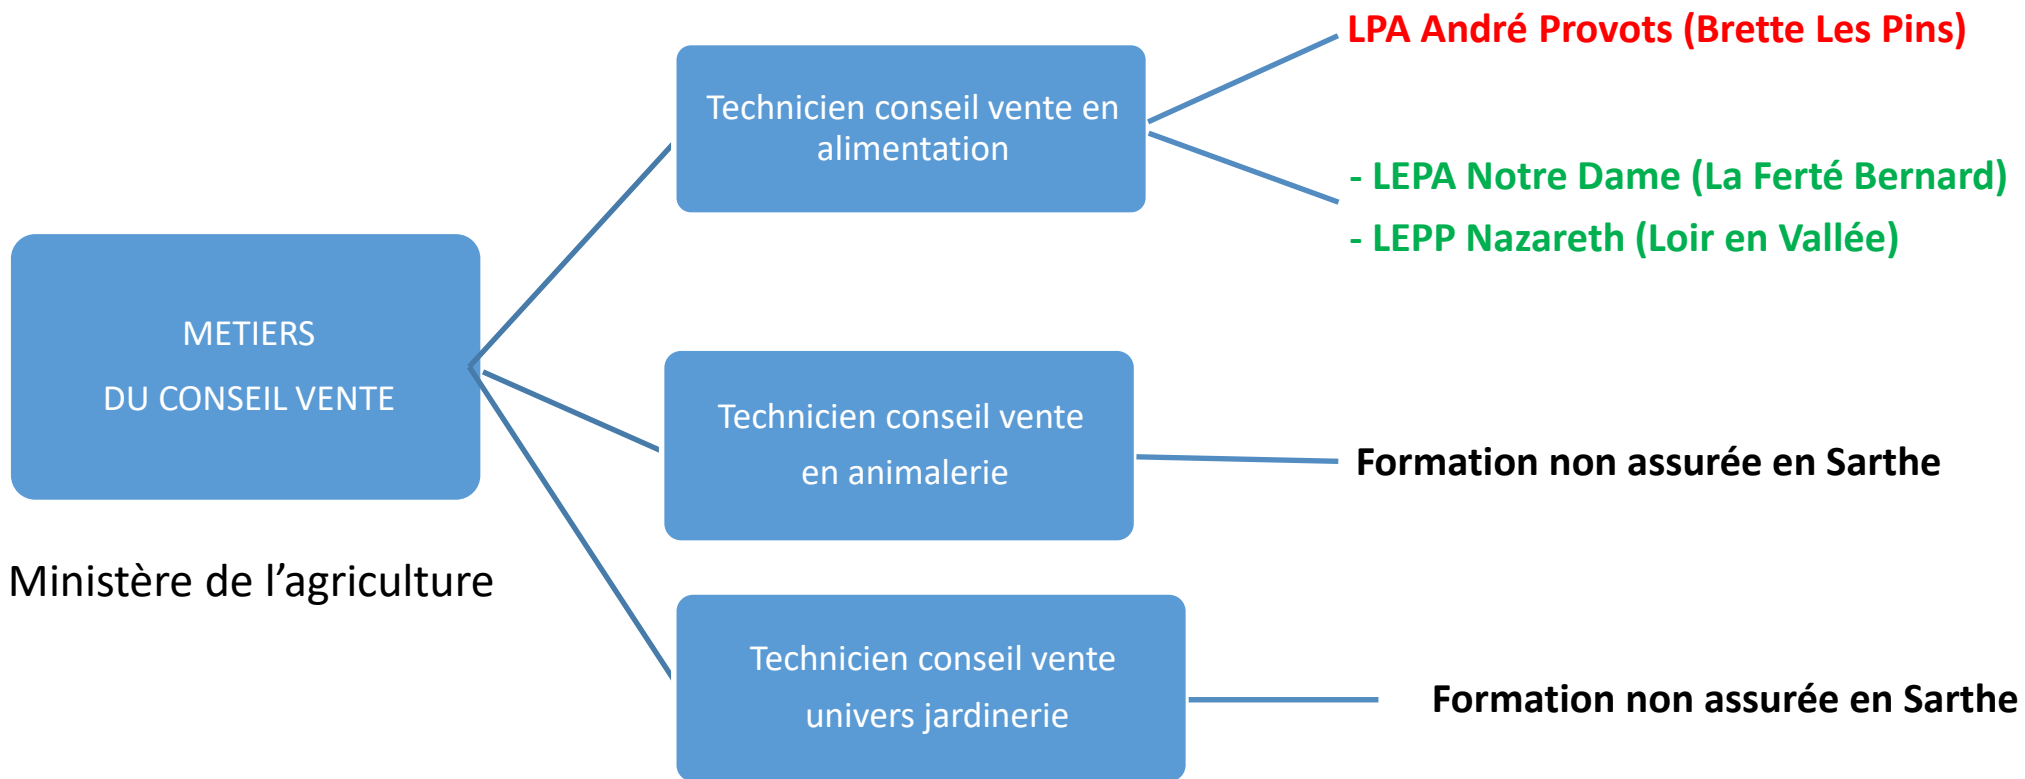 METIERS
DU CONSEIL VENTE
Ministère de l’agriculture
Technicien conseil vente en
alimentation
LPA André Provots (Brette Les Pins)
- LEPA Notre Dame (La Ferté Bernard)
- LEPP Nazareth (Loir en Vallée)
Technicien conseil vente
en animalerie
Formation non assurée en Sarthe
Technicien conseil vente
univers jardinerie
Formation non assurée en Sarthe